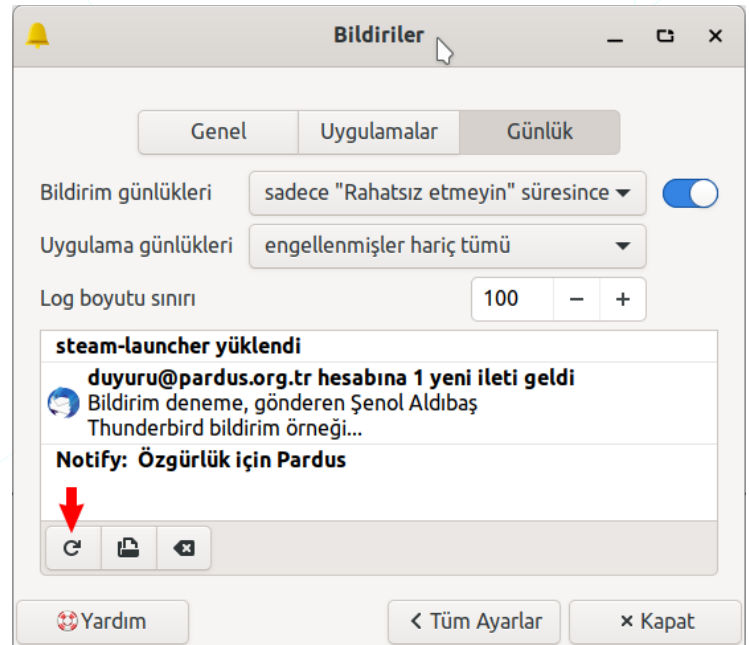 Bildiriler
Genel
Uygulamalar
Günlük
Bildirim günlükleri
sadece "Rahatsız etmeyin" süresince
Uygulama günlükleri
engellenmişler hariç tümü
Log boyutu sınırı
100
steam-launcher yüklendi
duyuru@pardus.org.tr hesabına 1 yeni ileti geldi
Bildirim deneme, gönderen Şenol Aldıbaş
Thunderbird bildirim örneği...
Notify: Özgürlük için Pardus
Yardım
Tüm Ayarlar
Kapat